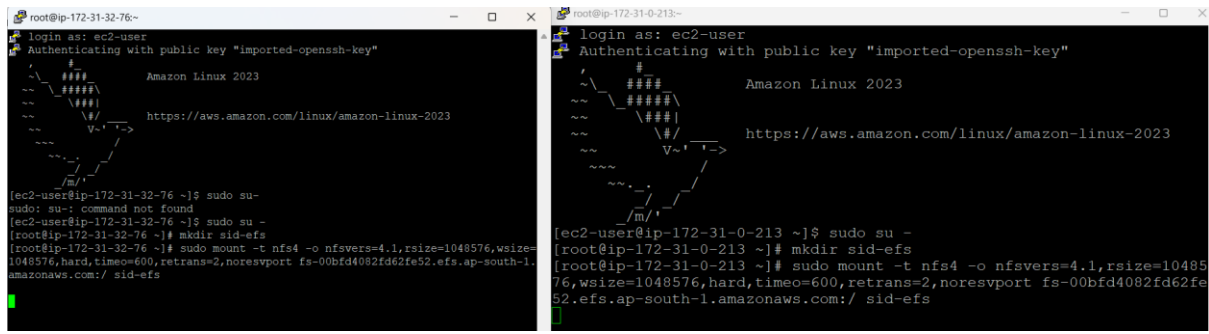 root@ip-172-31-32-76:~
login as: ec2-user
Authenticating with public key "imported-openssh-key"
   ,     #_
   ~\_  ####_        Amazon Linux 2023
  ~~  \_#####\
  ~~     \###|
  ~~       \#/ ___   https://aws.amazon.com/linux/amazon-linux-2023
   ~~       V~' '->
    ~~~         /
      ~~._.   _/
         _/ _/
       _/m/'
[ec2-user@ip-172-31-32-76 ~]$ sudo su-
sudo: su-: command not found
[ec2-user@ip-172-31-32-76 ~]$ sudo su -
[root@ip-172-31-32-76 ~]# mkdir sid-efs
[root@ip-172-31-32-76 ~]# sudo mount -t nfs4 -o nfsvers=4.1,rsize=1048576,wsize=
1048576,hard,timeo=600,retrans=2,noresvport fs-00bfd4082fd62fe52.efs.ap-south-1.
amazonaws.com:/ sid-efs
root@ip-172-31-0-213:~
login as: ec2-user
Authenticating with public key "imported-openssh-key"
   ,     #_
   ~\_  ####_        Amazon Linux 2023
  ~~  \_#####\
  ~~     \###|
  ~~       \#/ ___   https://aws.amazon.com/linux/amazon-linux-2023
   ~~       V~' '->
    ~~~         /
      ~~._.   _/
         _/ _/
       _/m/'
[ec2-user@ip-172-31-0-213 ~]$ sudo su -
[root@ip-172-31-0-213 ~]# mkdir sid-efs
[root@ip-172-31-0-213 ~]# sudo mount -t nfs4 -o nfsvers=4.1,rsize=10485
76,wsize=1048576,hard,timeo=600,retrans=2,noresvport fs-00bfd4082fd62fe
52.efs.ap-south-1.amazonaws.com:/ sid-efs